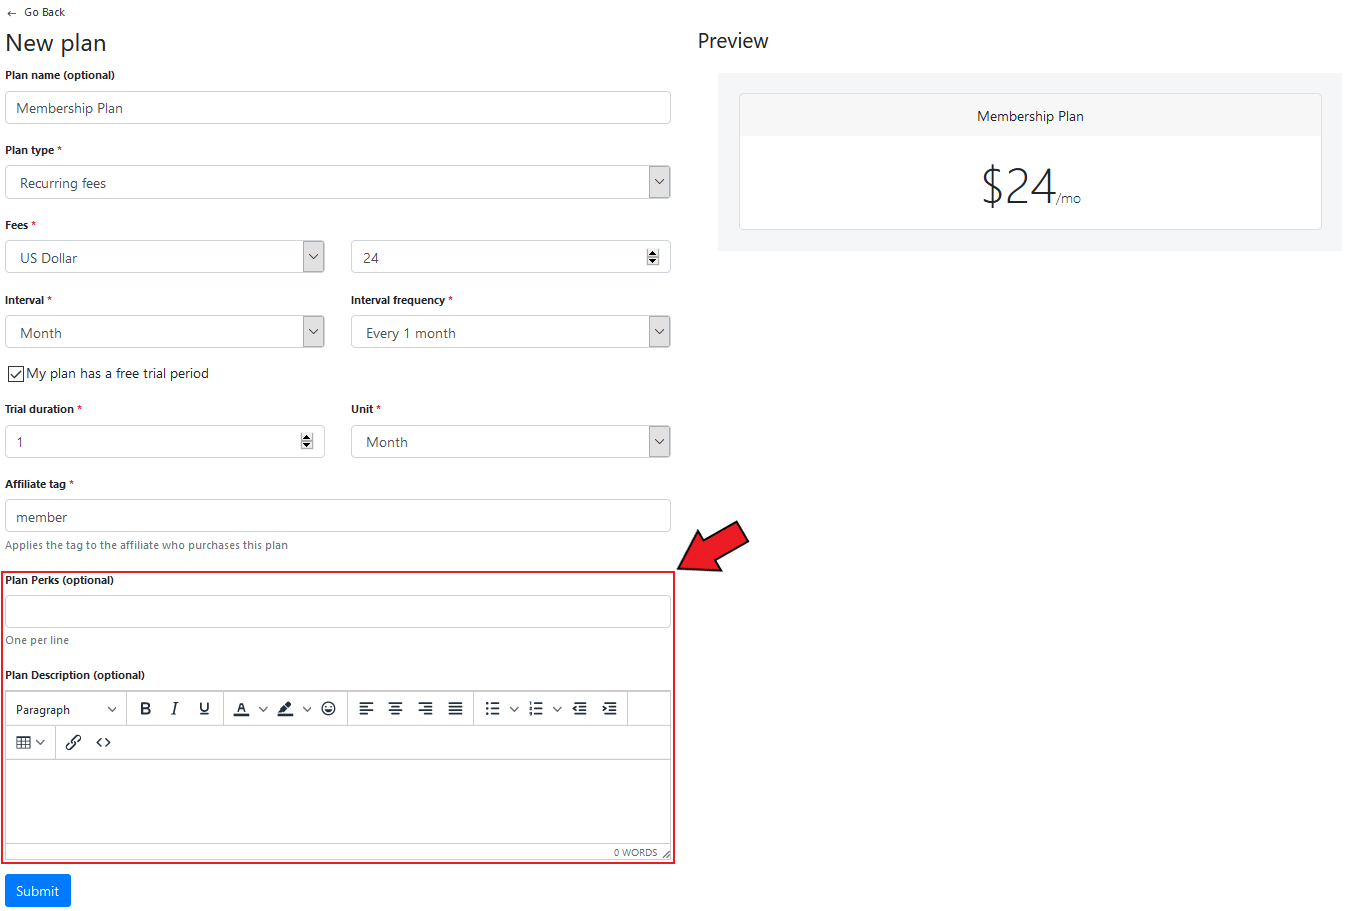 ← Go Back
New plan
Plan name (optional)
Membership Plan
Plan type *
Recurring fees
Fees *
US Dollar
24
Interval *
Interval frequency *
Month
Every 1 month
My plan has a free trial period
Trial duration *
Unit *
1
Month
Affiliate tag *
member
Applies the tag to the affiliate who purchases this plan
Plan Perks (optional)
One per line
Plan Description (optional)
Paragraph B I U A
0 WORDS
Submit
Preview
Membership Plan
$24/mo